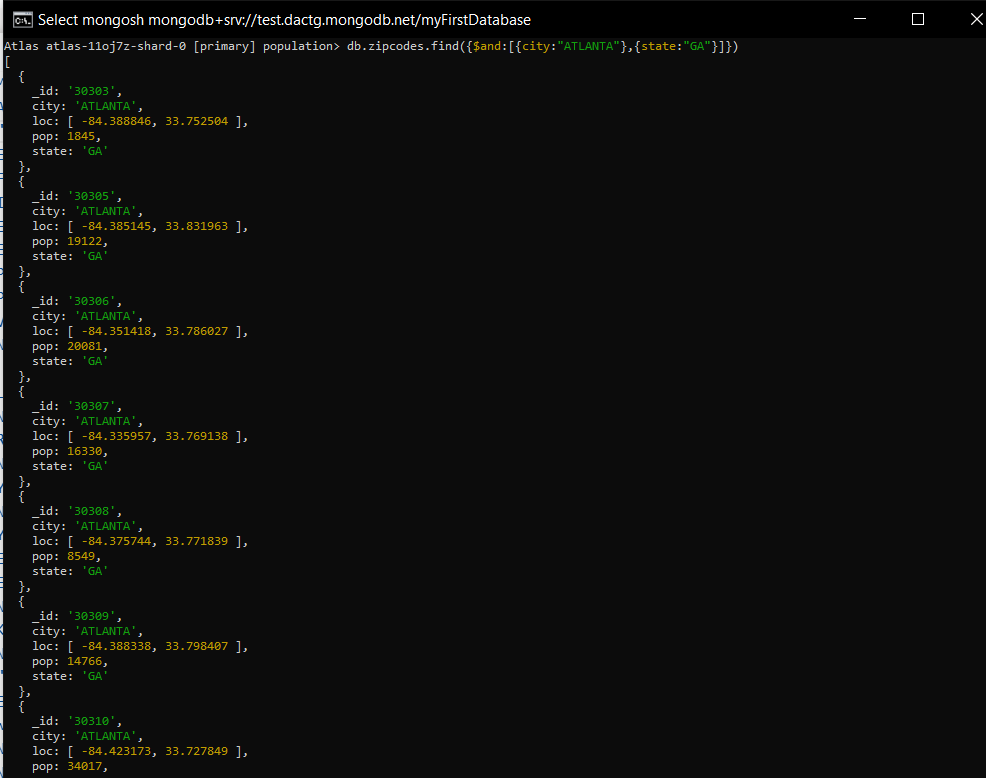 Select mongosh mongodb+srv://test.dactg.mongodb.net/myFirstDatabase
Atlas atlas-11oj7z-shard-0 [primary] population> db.zipcodes.find({$and:[{city:"ATLANTA"},{state:"GA"}]})
[
  {
    _id: '30303',
    city: 'ATLANTA',
    loc: [ -84.388846, 33.752504 ],
    pop: 1845,
    state: 'GA'
  },
  {
    _id: '30305',
    city: 'ATLANTA',
    loc: [ -84.385145, 33.831963 ],
    pop: 19122,
    state: 'GA'
  },
  {
    _id: '30306',
    city: 'ATLANTA',
    loc: [ -84.351418, 33.786027 ],
    pop: 20081,
    state: 'GA'
  },
  {
    _id: '30307',
    city: 'ATLANTA',
    loc: [ -84.335957, 33.769138 ],
    pop: 16330,
    state: 'GA'
  },
  {
    _id: '30308',
    city: 'ATLANTA',
    loc: [ -84.375744, 33.771839 ],
    pop: 8549,
    state: 'GA'
  },
  {
    _id: '30309',
    city: 'ATLANTA',
    loc: [ -84.388338, 33.798407 ],
    pop: 14766,
    state: 'GA'
  },
  {
    _id: '30310',
    city: 'ATLANTA',
    loc: [ -84.423173, 33.727849 ],
    pop: 34017,